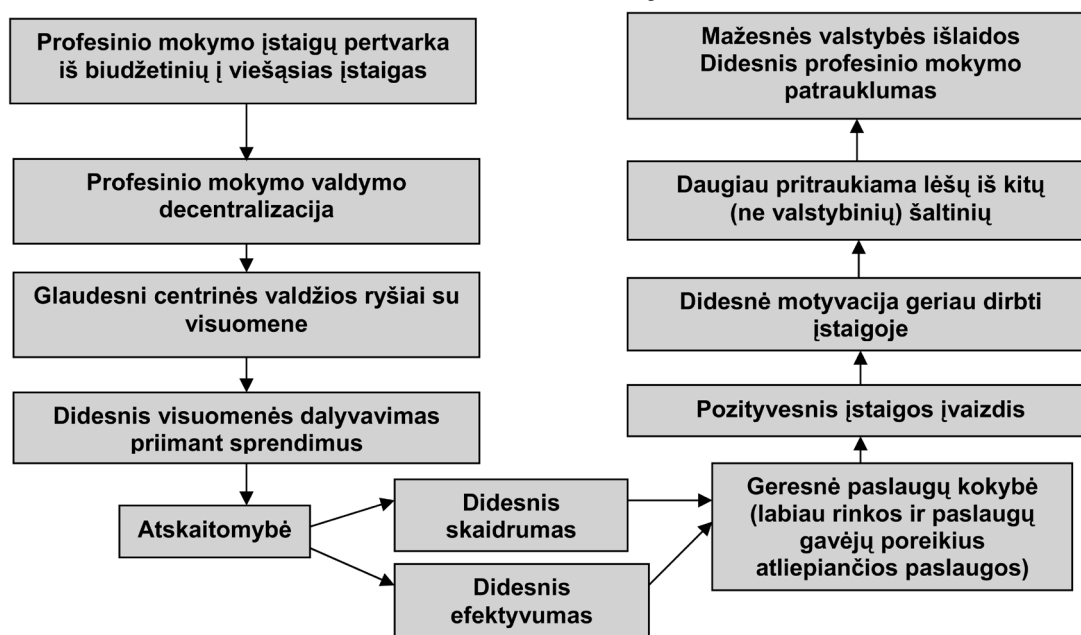 Profesinio mokymo įstaigų pertvarka
iš biudžetinių į viešąsias įstaigas
Profesinio mokymo valdymo
decentralizacija
Glaudesni centrinės valdžios ryšiai su
visuomene
Didesnis visuomenės dalyvavimas
priimant sprendimus
Atskaitomybė
Didesnis
skaidrumas
Didesnis
efektyvumas
Geresnė paslaugų kokybė
(labiau rinkos ir paslaugų
gavėjų poreikius
atliepiančios paslaugos)
Pozityvesnis įstaigos įvaizdis
Didesnė motyvacija geriau dirbti
įstaigoje
Daugiau pritraukiama lėšų iš kitų
(ne valstybinių) šaltinių
Mažesnės valstybės išlaidos
Didesnis profesinio mokymo
patrauklumas